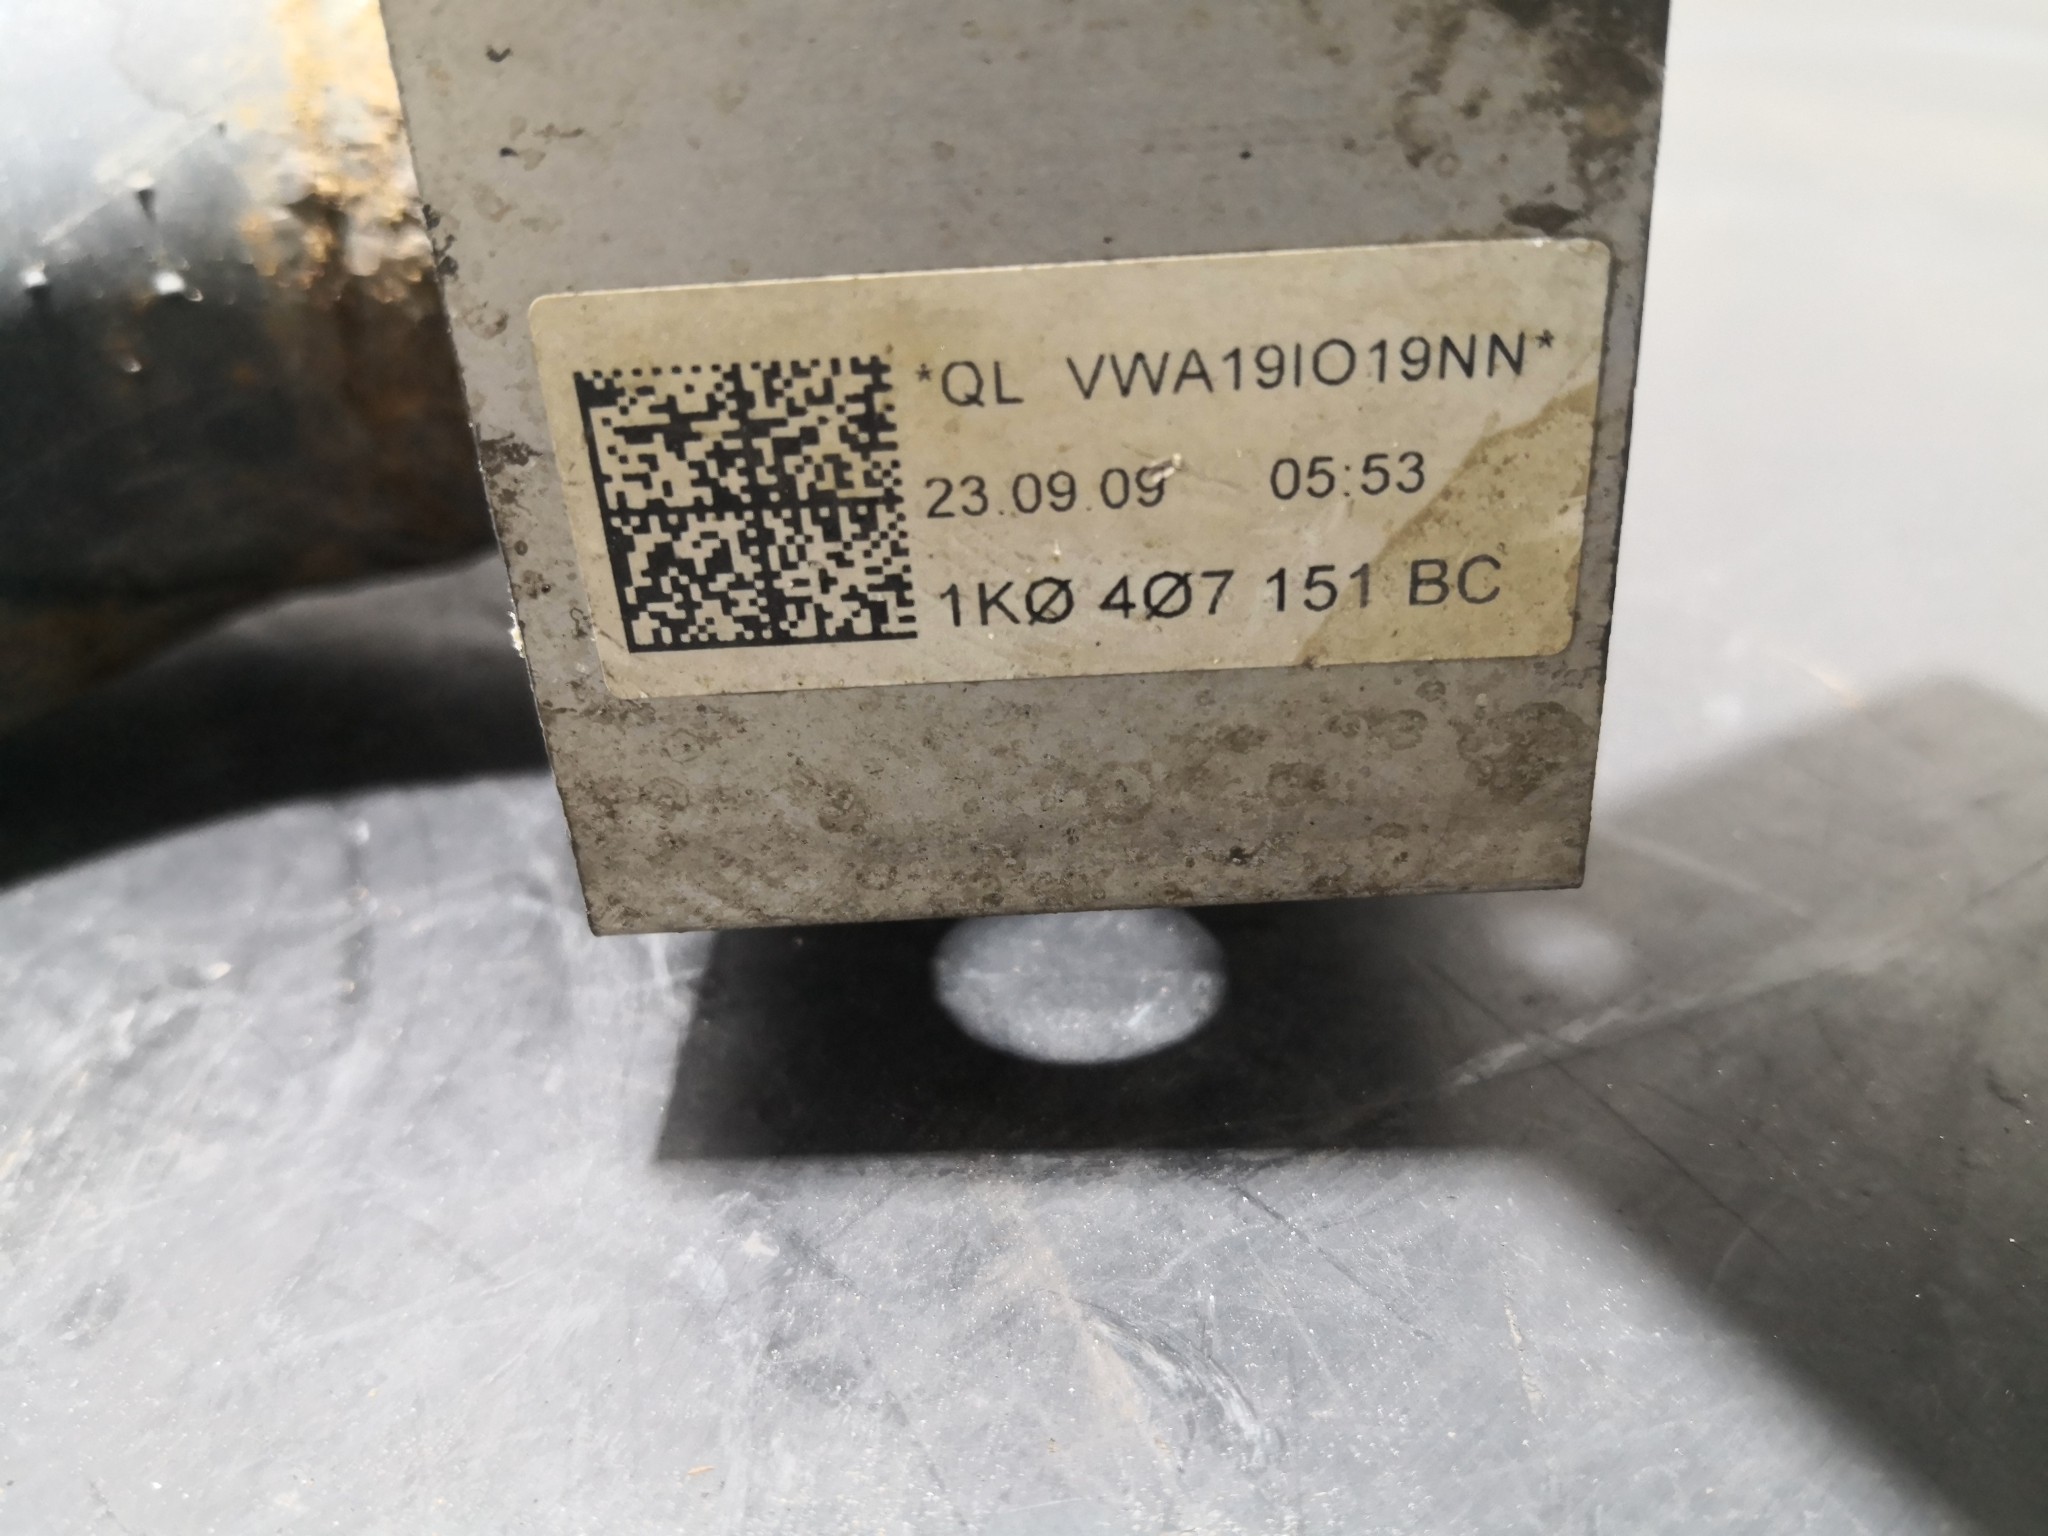 *QL VWA19IO19NN*
23.09.09 05:53
1KØ 4Ø7 151 BC